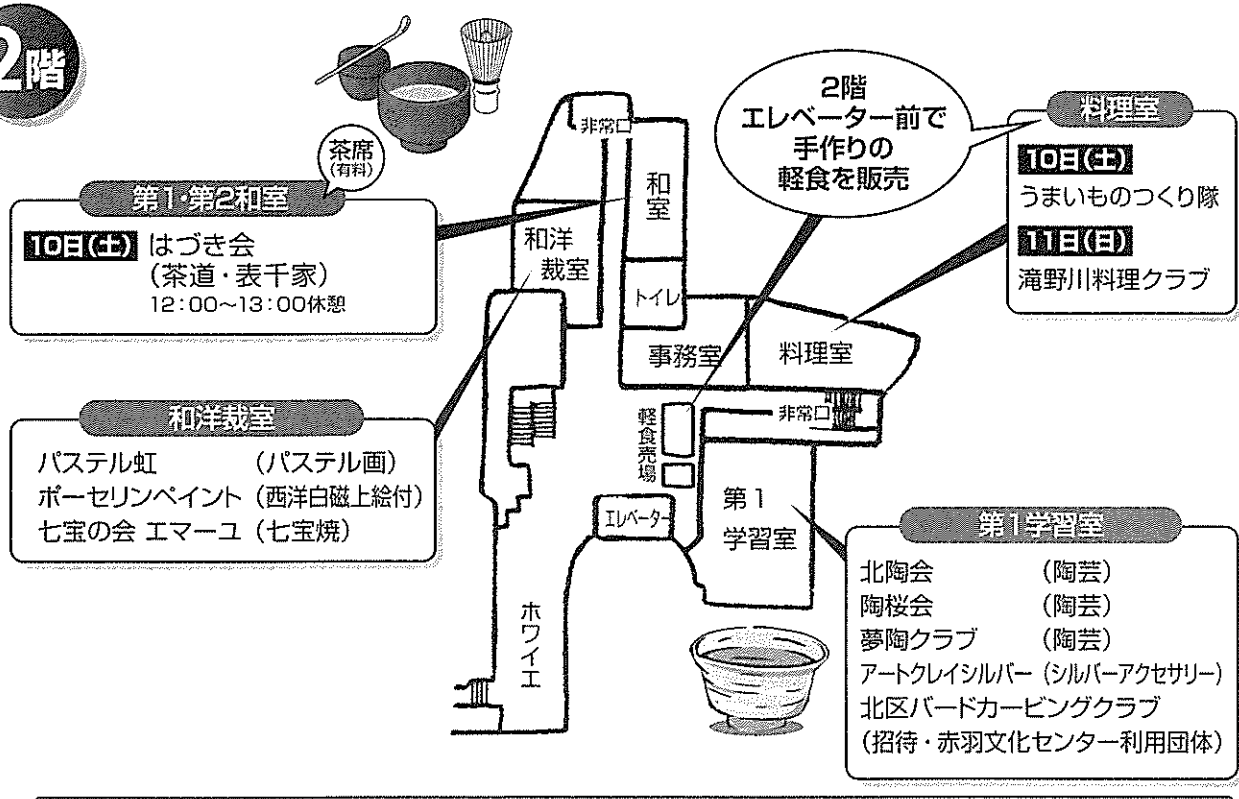 2階
茶席
(有料)
第1・第2和室
10日(土) はづき会
(茶道・表千家)
12:00〜13:00休憩
和洋裁室
パステル虹 (パステル画)
ポーセリンペイント (西洋白磁上絵付)
七宝の会 エマーユ (七宝焼)
2階
エレベーター前で
手作りの
軽食を販売
料理室
10日(土)
うまいものつくり隊
11日(日)
滝野川料理クラブ
非常口
和室
和洋
裁室
トイレ
事務室
料理室
非常口
軽食売場
エレベーター
第1
学習室
ホワイエ
第1学習室
北陶会 (陶芸)
陶桜会 (陶芸)
夢陶クラブ (陶芸)
アートクレイシルバー (シルバーアクセサリー)
北区バードカービングクラブ
(招待・赤羽文化センター利用団体)